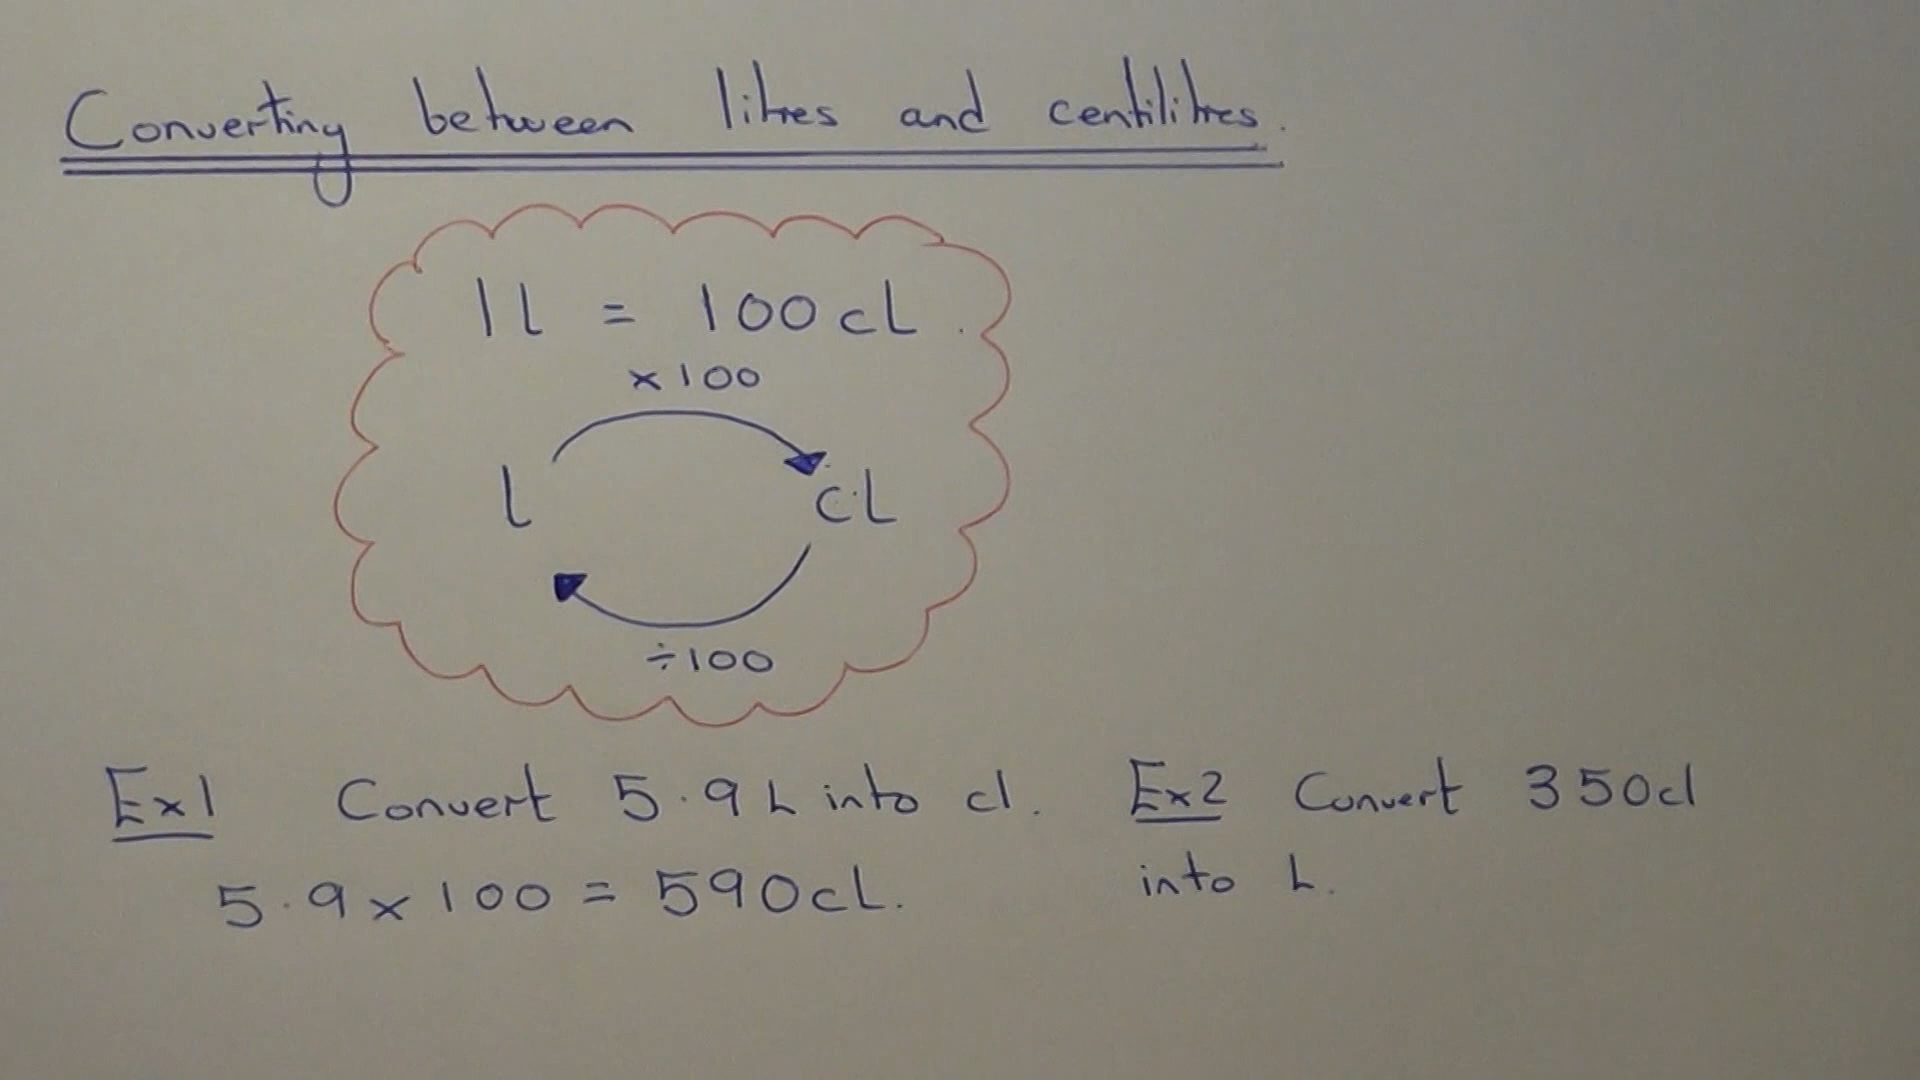 Converting between litres and centilitres.
1L = 100cL.
×100
L cL
÷100
Ex1 Convert 5.9L into cl.
5.9 × 100 = 590cL.
Ex2 Convert 350cl
into L.